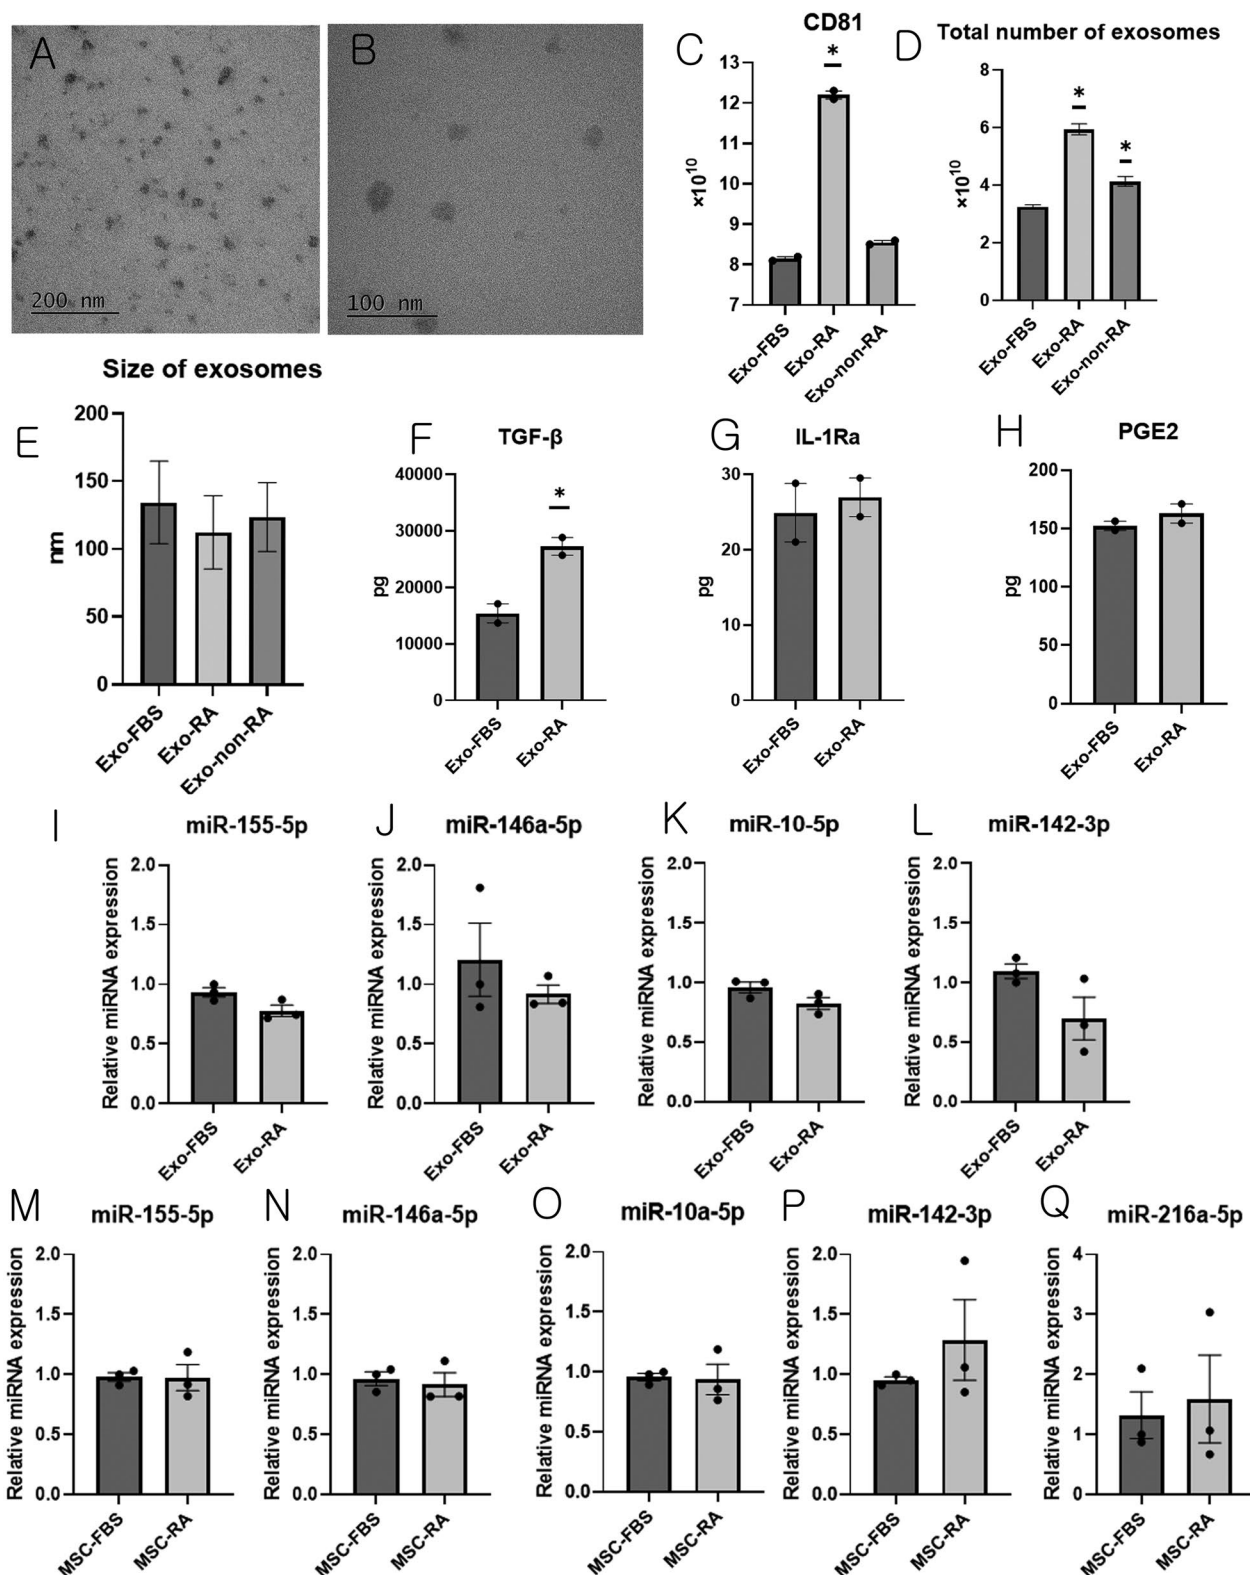 A
200 nm
B
100 nm
C
CD81
×10¹⁰
13
12
11
10
9
8
7
*
Exo-FBS
Exo-RA
Exo-non-RA
D
Total number of exosomes
×10¹⁰
8
6
4
2
0
*
*
Exo-FBS
Exo-RA
Exo-non-RA
E
Size of exosomes
nm
200
150
100
50
0
Exo-FBS
Exo-RA
Exo-non-RA
F
TGF-β
pg
40000
30000
20000
10000
0
*
Exo-FBS
Exo-RA
G
IL-1Ra
pg
30
20
10
0
Exo-FBS
Exo-RA
H
PGE2
pg
200
150
100
50
0
Exo-FBS
Exo-RA
I
miR-155-5p
Relative miRNA expression
2.0
1.5
1.0
0.5
0.0
Exo-FBS
Exo-RA
J
miR-146a-5p
Relative miRNA expression
2.0
1.5
1.0
0.5
0.0
Exo-FBS
Exo-RA
K
miR-10-5p
Relative miRNA expression
2.0
1.5
1.0
0.5
0.0
Exo-FBS
Exo-RA
L
miR-142-3p
Relative miRNA expression
2.0
1.5
1.0
0.5
0.0
Exo-FBS
Exo-RA
M
miR-155-5p
Relative miRNA expression
2.0
1.5
1.0
0.5
0.0
MSC-FBS
MSC-RA
N
miR-146a-5p
Relative miRNA expression
2.0
1.5
1.0
0.5
0.0
MSC-FBS
MSC-RA
O
miR-10a-5p
Relative miRNA expression
2.0
1.5
1.0
0.5
0.0
MSC-FBS
MSC-RA
P
miR-142-3p
Relative miRNA expression
2.0
1.5
1.0
0.5
0.0
MSC-FBS
MSC-RA
Q
miR-216a-5p
Relative miRNA expression
4
3
2
1
0
MSC-FBS
MSC-RA